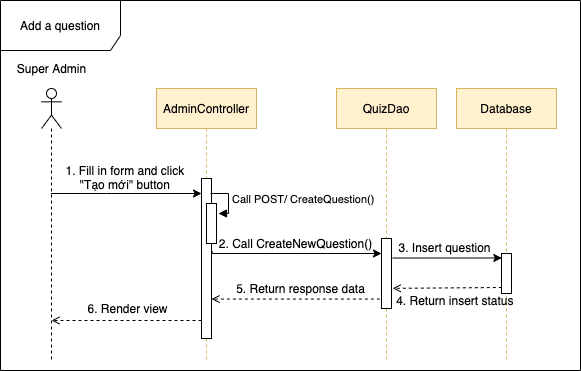 Add a question
Super Admin
AdminController
QuizDao
Database
1. Fill in form and click
"Tạo mới" button
Call POST/ CreateQuestion()
2. Call CreateNewQuestion()
3. Insert question
4. Return insert status
5. Return response data
6. Render view